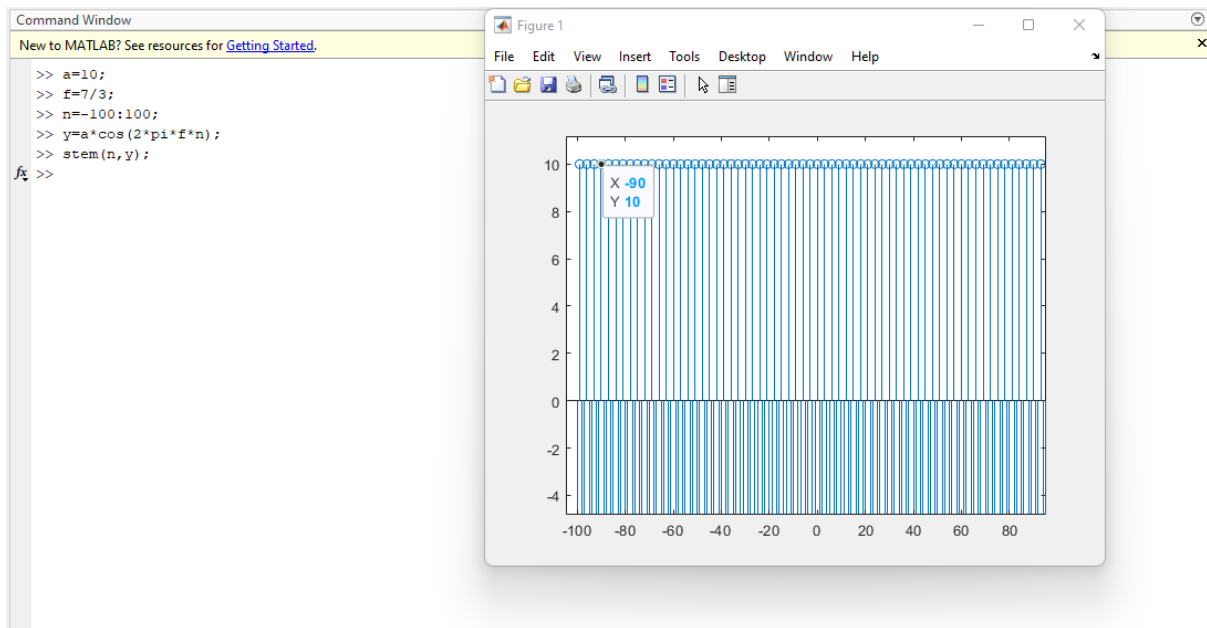 Command Window
New to MATLAB? See resources for Getting Started.
>> a=10;
>> f=7/3;
>> n=-100:100;
>> y=a*cos(2*pi*f*n);
>> stem(n,y);
fx >>
Figure 1
File Edit View Insert Tools Desktop Window Help
10
X -90
Y 10
8
6
4
2
0
-2
-4
-100 -80 -60 -40 -20 0 20 40 60 80